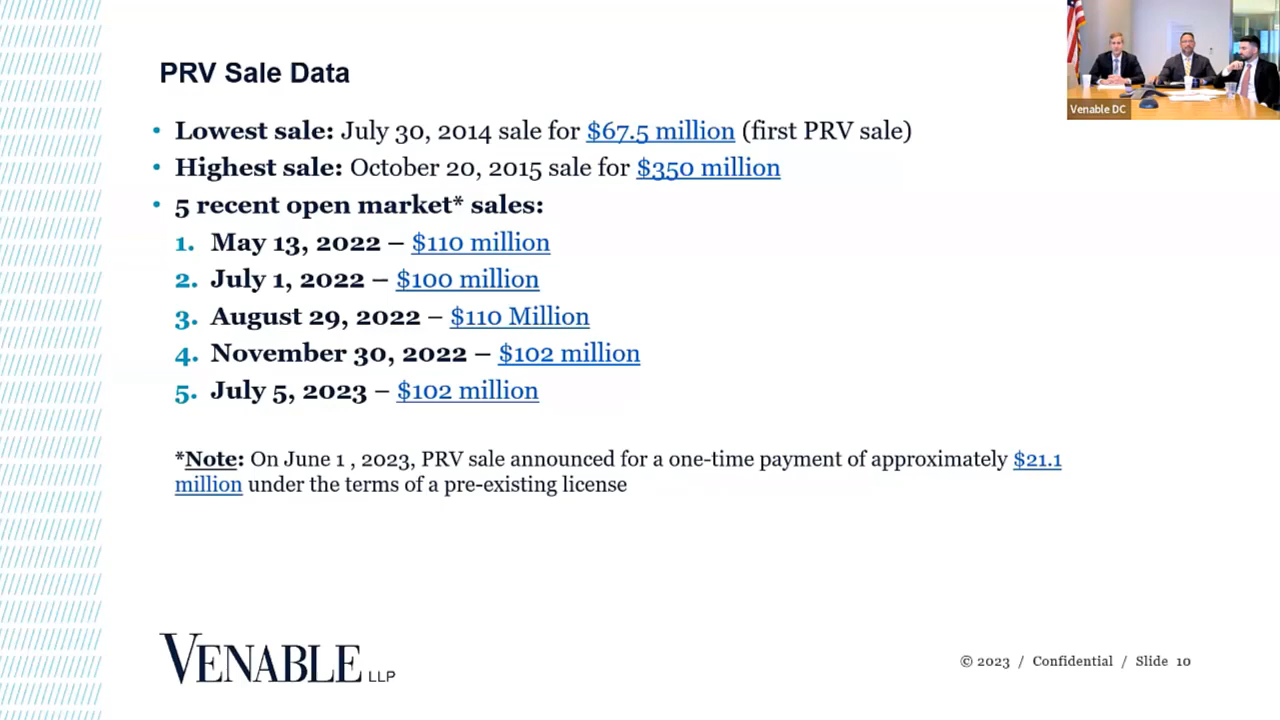 PRV Sale Data
Venable DC
• Lowest sale: July 30, 2014 sale for $67.5 million (first PRV sale)
• Highest sale: October 20, 2015 sale for $350 million
• 5 recent open market* sales:
1. May 13, 2022 – $110 million
2. July 1, 2022 – $100 million
3. August 29, 2022 – $110 Million
4. November 30, 2022 – $102 million
5. July 5, 2023 – $102 million
*Note: On June 1 , 2023, PRV sale announced for a one-time payment of approximately $21.1
million under the terms of a pre-existing license
VENABLE LLP
© 2023 / Confidential / Slide 10